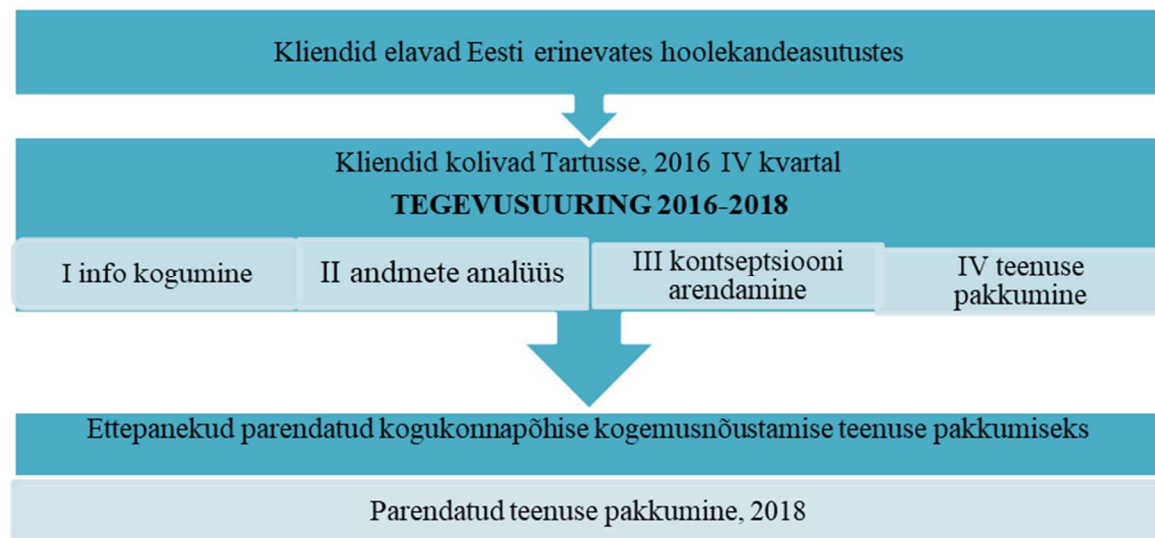 Kliendid elavad Eesti erinevates hoolekandeasutustes
Kliendid kolivad Tartusse, 2016 IV kvartal
TEGEVUSUURING 2016-2018
I info kogumine
II andmete analüüs
III kontseptsiooni
arendamine
IV teenuse
pakkumine
Ettepanekud parendatud kogukonnapõhise kogemusnõustamise teenuse pakkumiseks
Parendatud teenuse pakkumine, 2018